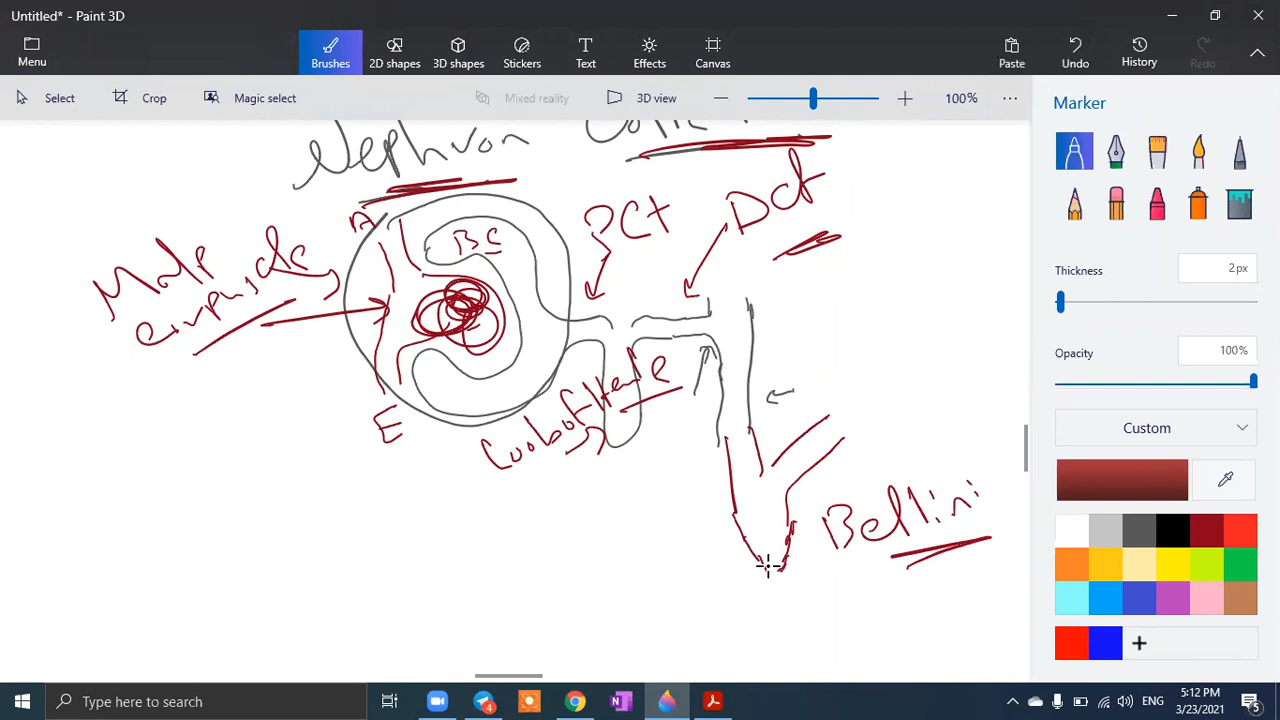 Untitled* - Paint 3D
Menu
Brushes
2D shapes
3D shapes
Stickers
Text
Effects
Canvas
Paste
Undo
History
Redo
Select
Crop
Magic select
Mixed reality
3D view
100%
Marker
Thickness
2px
Opacity
100%
Custom
Nephron
A
BC
PCt
Dct
E
Bellini
Type here to search
4
ENG
5:12 PM
3/23/2021
5